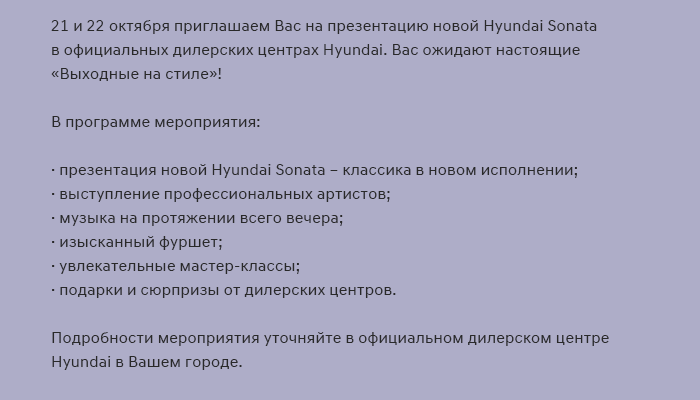 21 и 22 октября приглашаем Вас на презентацию новой Hyundai Sonata
в официальных дилерских центрах Hyundai. Вас ожидают настоящие
«Выходные на стиле»!
В программе мероприятия:
· презентация новой Hyundai Sonata – классика в новом исполнении;
· выступление профессиональных артистов;
· музыка на протяжении всего вечера;
· изысканный фуршет;
· увлекательные мастер-классы;
· подарки и сюрпризы от дилерских центров.
Подробности мероприятия уточняйте в официальном дилерском центре
Hyundai в Вашем городе.